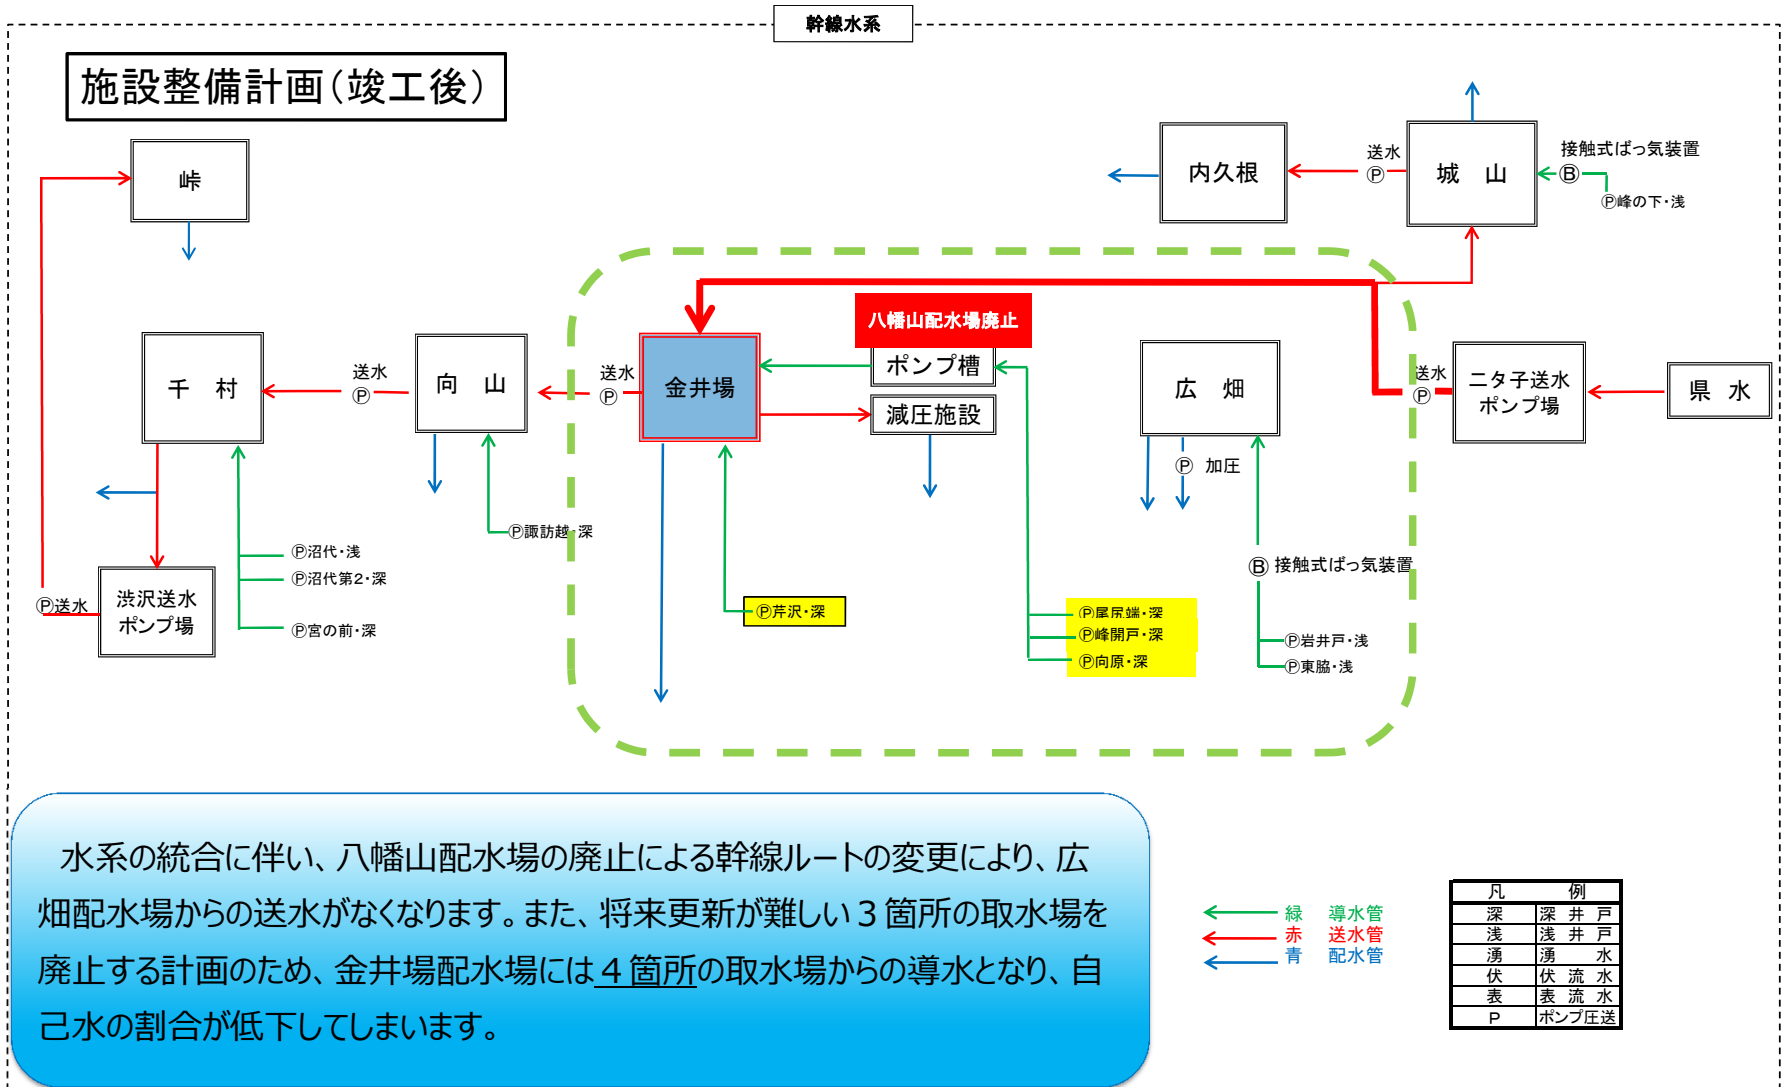 幹線水系
施設整備計画(竣工後)
峠
内久根
送水
Ⓟ
城　山
接触式ばっ気装置
Ⓑ
Ⓟ峰の下・浅
八幡山配水場廃止
千　村
送水
Ⓟ
向　山
送水
Ⓟ
金井場
ポンプ槽
減圧施設
広　畑
送水
Ⓟ
二タ子送水
ポンプ場
県　水
Ⓟ 加圧
Ⓟ諏訪越・深
Ⓟ沼代・浅
Ⓟ沼代第2・深
Ⓟ宮の前・深
Ⓟ送水
渋沢送水
ポンプ場
Ⓟ芹沢・深
Ⓟ尾尻端・深
Ⓟ峰開戸・深
Ⓟ向原・深
Ⓑ 接触式ばっ気装置
Ⓟ岩井戸・浅
Ⓟ東脇・浅
水系の統合に伴い、八幡山配水場の廃止による幹線ルートの変更により、広
畑配水場からの送水がなくなります。また、将来更新が難しい３箇所の取水場を
廃止する計画のため、金井場配水場には４箇所の取水場からの導水となり、自
己水の割合が低下してしまいます。
緑　導水管
赤　送水管
青　配水管
凡　例
深　深井戸
浅　浅井戸
湧　湧　水
伏　伏流水
表　表流水
P　ポンプ圧送